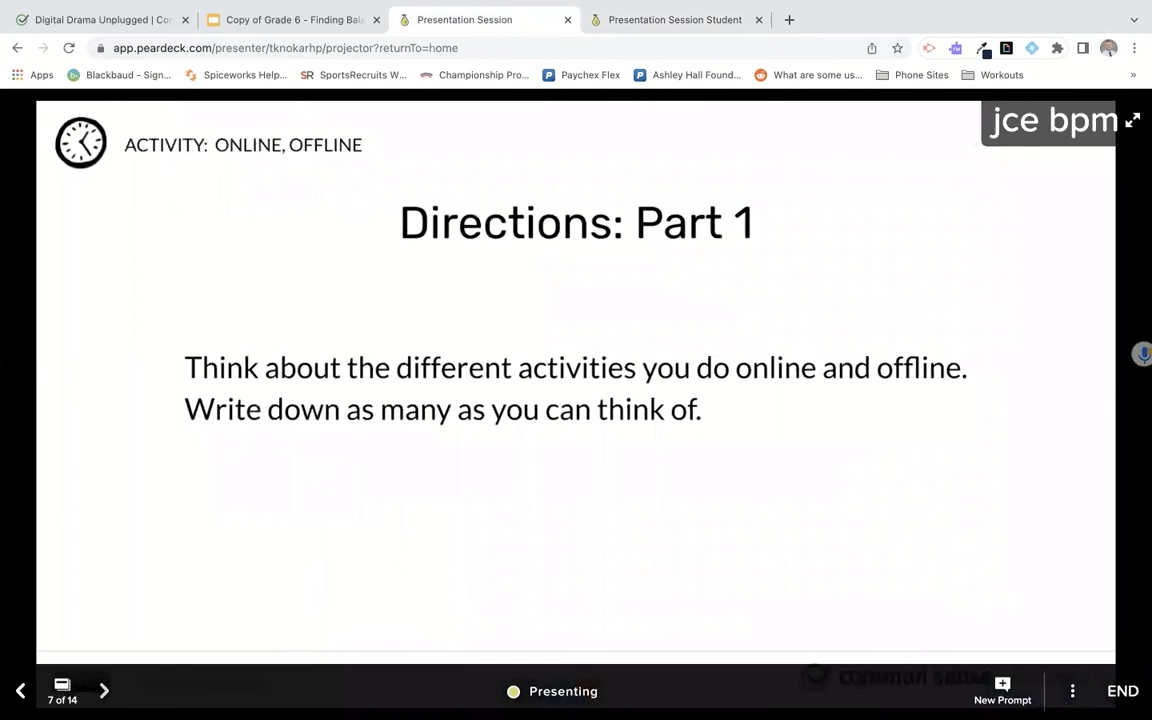 Digital Drama Unplugged | Con
Copy of Grade 6 - Finding Bala
Presentation Session
Presentation Session Student
app.peardeck.com/presenter/tknokarhp/projector?returnTo=home
Apps
Blackbaud - Sign...
Spiceworks Help...
SR SportsRecruits W...
Championship Pro...
Paychex Flex
Ashley Hall Found...
What are some us...
Phone Sites
Workouts
»
jce bpm
ACTIVITY: ONLINE, OFFLINE
Directions: Part 1
Think about the different activities you do online and offline.
Write down as many as you can think of.
common sense
7 of 14
Presenting
New Prompt
END